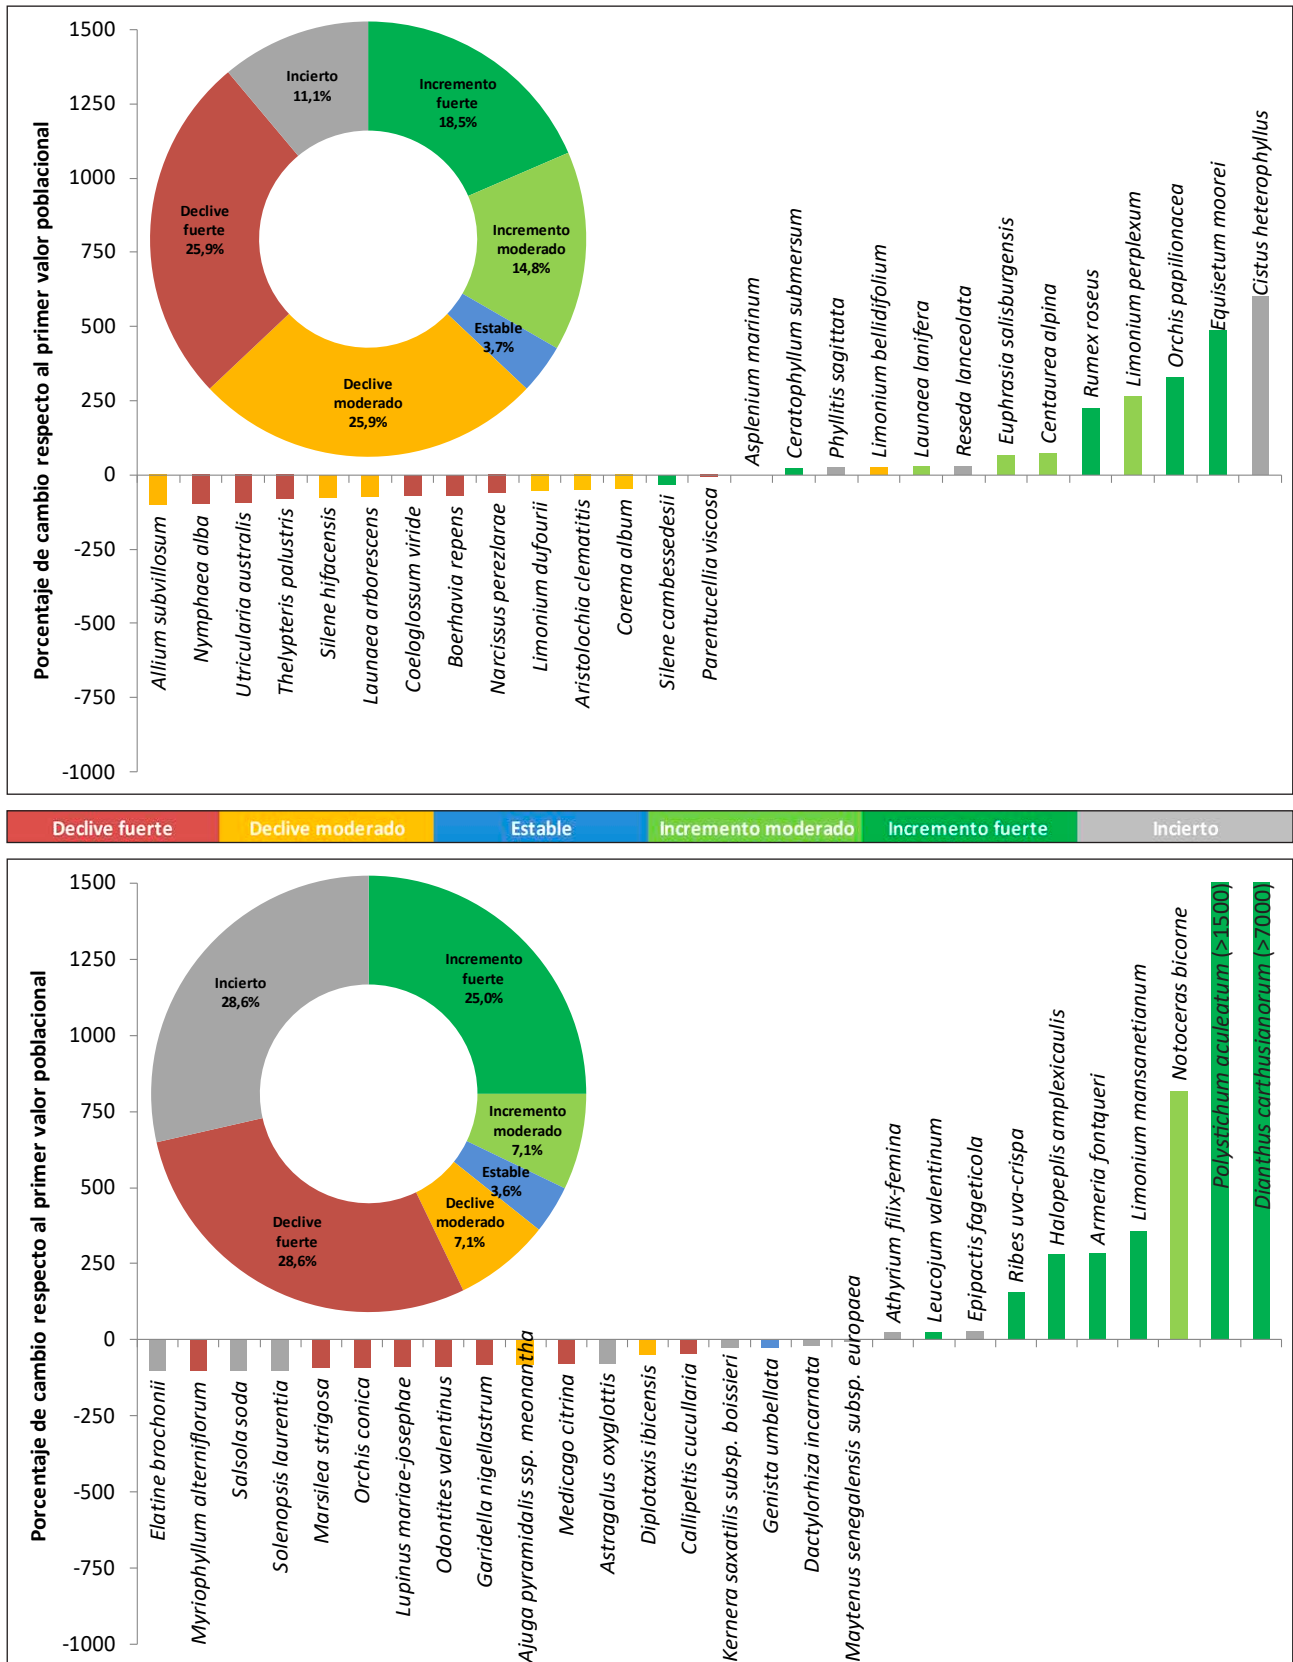 Porcentaje de cambio respecto al primer valor poblacional
1500
1250
1000
750
500
250
0
-250
-500
-750
-1000
Incierto
11,1%
Incremento
fuerte
18,5%
Incremento
moderado
14,8%
Estable
3,7%
Declive
moderado
25,9%
Declive
fuerte
25,9%
Allium subvillosum
Nymphaea alba
Utricularia australis
Thelypteris palustris
Silene hifacensis
Launaea arborescens
Coeloglossum viride
Boerhavia repens
Narcissus perezlarae
Limonium dufourii
Aristolochia clematitis
Corema album
Silene cambessedesii
Parentucellia viscosa
Asplenium marinum
Ceratophyllum submersum
Phyllitis sagittata
Limonium bellidifolium
Launaea lanifera
Reseda lanceolata
Euphrasia salisburgensis
Centaurea alpina
Rumex roseus
Limonium perplexum
Orchis papilionacea
Equisetum moorei
Cistus heterophyllus
Declive fuerte
Declive moderado
Estable
Incremento moderado
Incremento fuerte
Incierto
Porcentaje de cambio respecto al primer valor poblacional
1500
1250
1000
750
500
250
0
-250
-500
-750
-1000
Incierto
28,6%
Incremento
fuerte
25,0%
Incremento
moderado
7,1%
Estable
3,6%
Declive
moderado
7,1%
Declive
fuerte
28,6%
Elatine brochonii
Myriophyllum alterniflorum
Salsola soda
Solenopsis laurentia
Marsilea strigosa
Orchis conica
Lupinus mariae-josephae
Odontites valentinus
Garidella nigellastrum
Ajuga pyramidalis ssp. meonantha
Medicago citrina
Astragalus oxyglottis
Diplotaxis ibicensis
Callipeltis cucullaria
Kernera saxatilis subsp. boissieri
Genista umbellata
Dactylorhiza incarnata
Maytenus senegalensis subsp. europaea
Athyrium filix-femina
Leucojum valentinum
Epipactis fageticola
Ribes uva-crispa
Halopeplis amplexicaulis
Armeria fontqueri
Limonium mansanetianum
Notoceras bicorne
Polystichum aculeatum (>1500)
Dianthus carthusianorum (>7000)